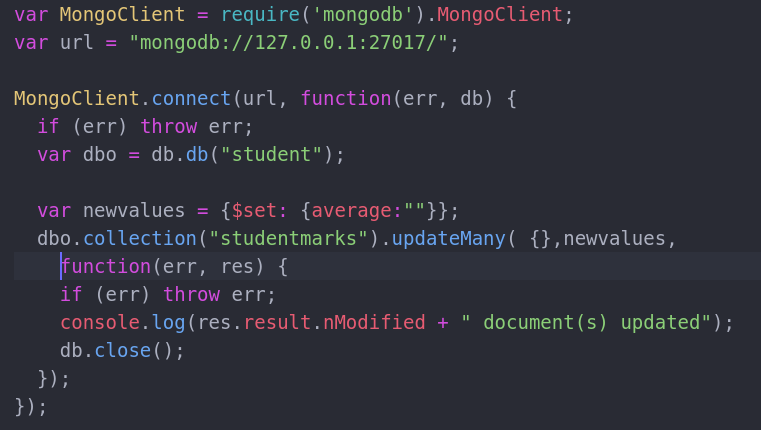 var MongoClient = require('mongodb').MongoClient;
var url = "mongodb://127.0.0.1:27017/";

MongoClient.connect(url, function(err, db) {
  if (err) throw err;
  var dbo = db.db("student");

  var newvalues = {$set: {average:""}};
  dbo.collection("studentmarks").updateMany( {},newvalues,
    function(err, res) {
    if (err) throw err;
    console.log(res.result.nModified + " document(s) updated");
    db.close();
  });
});